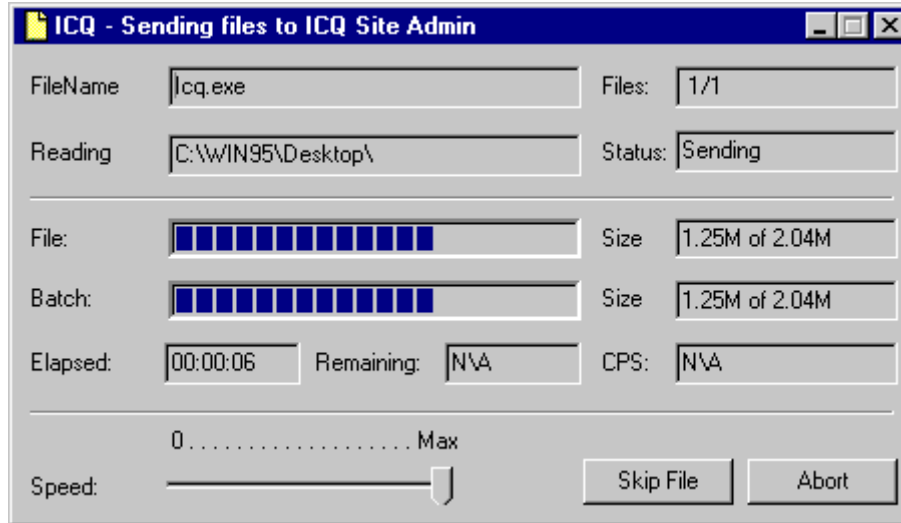 ICQ - Sending files to ICQ Site Admin
FileName Icq.exe Files: 1/1
Reading C:\WIN95\Desktop\ Status: Sending
File: Size 1.25M of 2.04M
Batch: Size 1.25M of 2.04M
Elapsed: 00:00:06 Remaining: N\A CPS: N\A
0 . . . . . . . . . . . . . . . . . . . Max
Speed: Skip File Abort